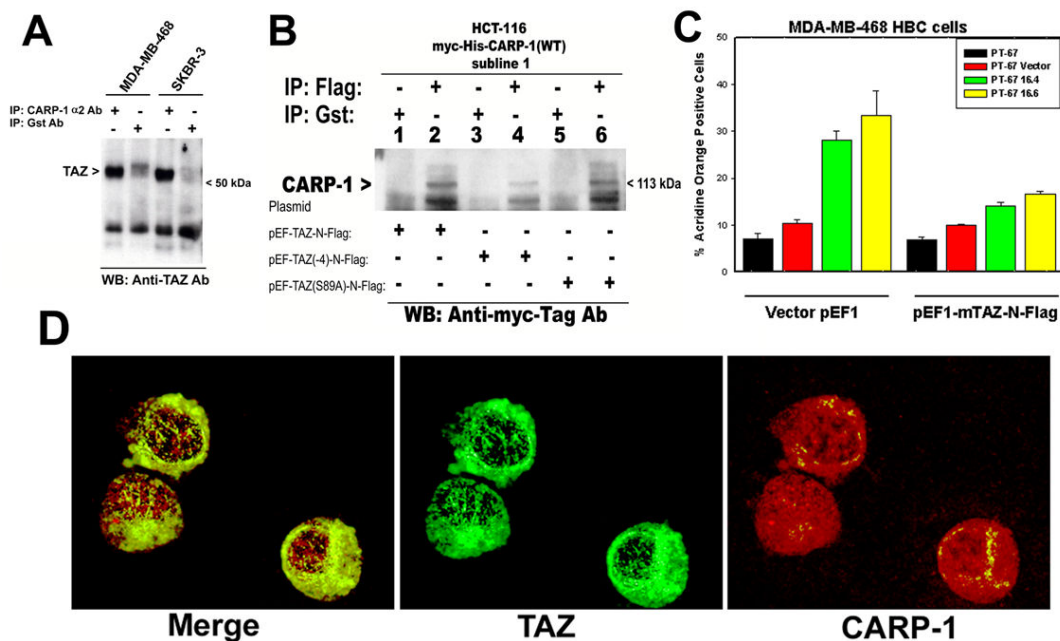 A
MDA-MB-468
SKBR-3
IP: CARP-1 α2 Ab + - + -
IP: Gst Ab - + - +
TAZ >
< 50 kDa
WB: Anti-TAZ Ab
B
HCT-116
myc-His-CARP-1(WT)
subline 1
IP: Flag: - + - + - +
IP: Gst: + - + - + -
1 2 3 4 5 6
CARP-1 >
< 113 kDa
Plasmid
pEF-TAZ-N-Flag: + + - - - -
pEF-TAZ(-4)-N-Flag: - - + + - -
pEF-TAZ(S89A)-N-Flag: - - - - + +
WB: Anti-myc-Tag Ab
C
MDA-MB-468 HBC cells
% Acridine Orange Positive Cells
50
40
30
20
10
0
PT-67
PT-67 Vector
PT-67 16.4
PT-67 16.6
Vector pEF1
pEF1-mTAZ-N-Flag
D
Merge
TAZ
CARP-1